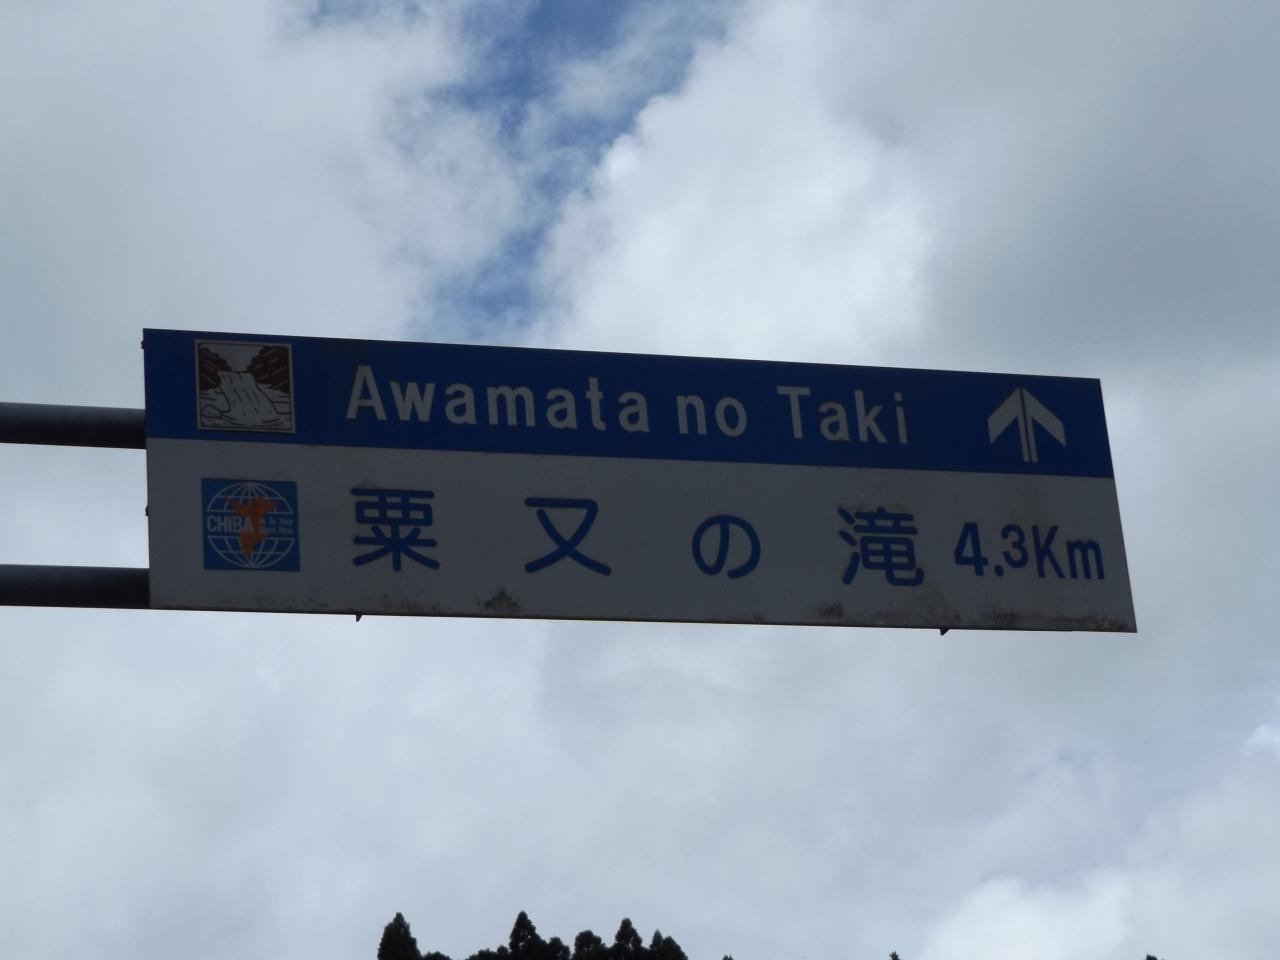 Awamata no Taki
CHIBA
粟又の滝 4.3Km